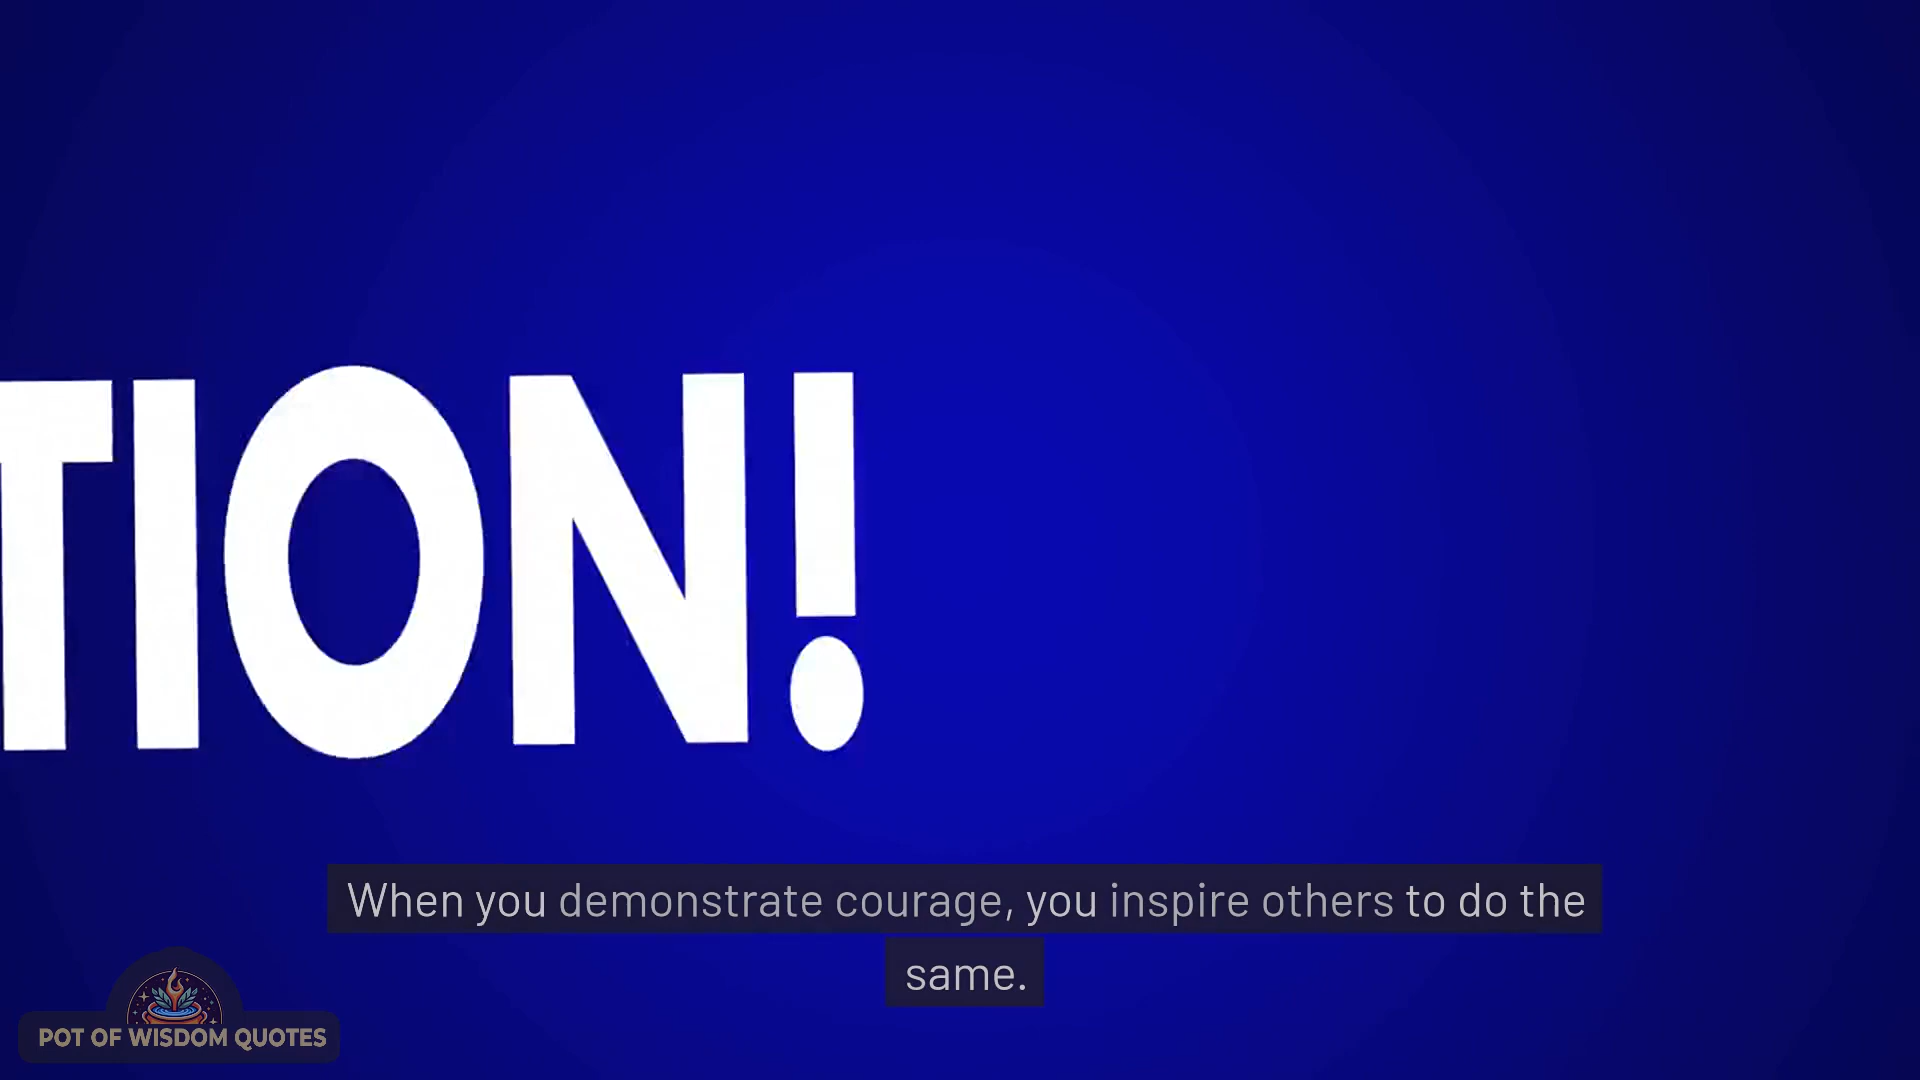 TION!
When you demonstrate courage, you inspire others to do the
same.
POT OF WISDOM QUOTES